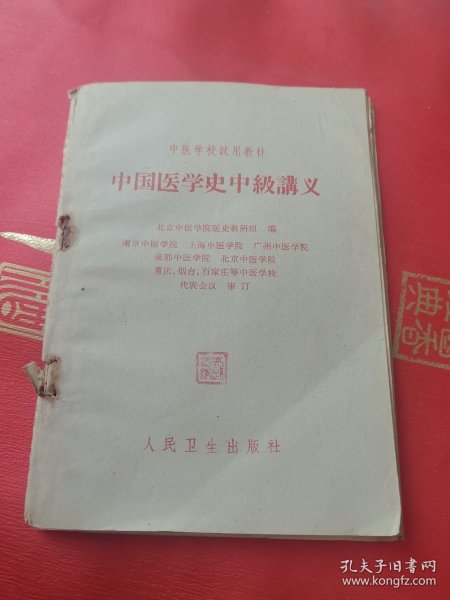 中医学校試用教材
中国医学史中級講义
北京中医学院医史教研組 編
南京中医学院 上海中医学院 广州中医学院
成都中医学院 北京中医学院
重庆、烟台、石家庄等中医学校
代表会议 审订
人民卫生出版社
孔夫子旧书网
www.kongfz.com